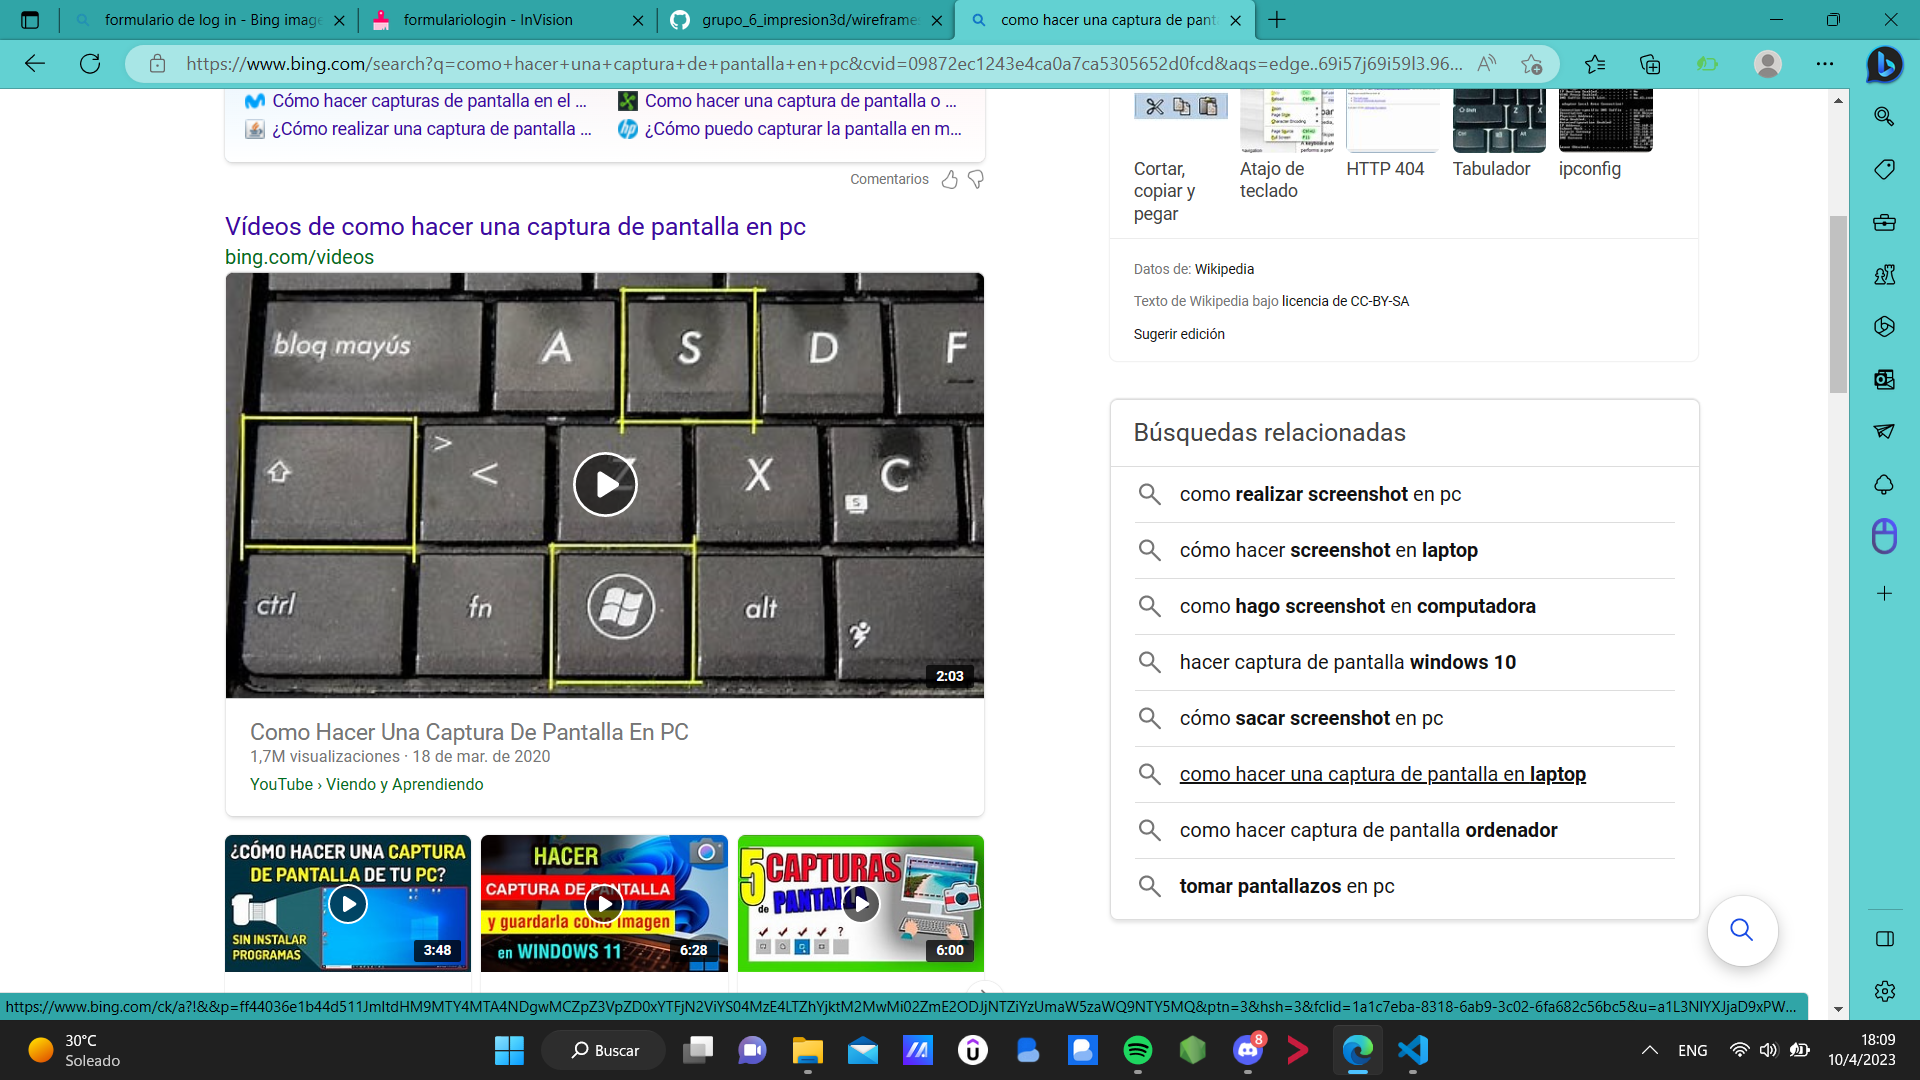 formulario de log in - Bing image
formulariologin - InVision
grupo_6_impresion3d/wireframe
como hacer una captura de pant
https://www.bing.com/search?q=como+hacer+una+captura+de+pantalla+en+pc&cvid=09872ec1243e4ca0a7ca5305652d0fcd&aqs=edge..69i57j69i59l3.96...
Cómo hacer capturas de pantalla en el ...
Como hacer una captura de pantalla o ...
¿Cómo realizar una captura de pantalla ...
¿Cómo puedo capturar la pantalla en m...
Comentarios
Vídeos de como hacer una captura de pantalla en pc
bing.com/videos
bloq mayús
A
S
D
F
>
<
X
C
S
ctrl
fn
alt
2:03
Como Hacer Una Captura De Pantalla En PC
1,7M visualizaciones · 18 de mar. de 2020
YouTube › Viendo y Aprendiendo
¿CÓMO HACER UNA CAPTURA
DE PANTALLA DE TU PC?
SIN INSTALAR
PROGRAMAS
3:48
HACER
CAPTURA DE PANTALLA
y guardarla como imagen
en WINDOWS 11
6:28
5 CAPTURAS
de PANTALLA
?
6:00
Cortar,
copiar y
pegar
Atajo de
teclado
HTTP 404
Tabulador
ipconfig
Datos de: Wikipedia
Texto de Wikipedia bajo licencia de CC-BY-SA
Sugerir edición
Búsquedas relacionadas
como realizar screenshot en pc
cómo hacer screenshot en laptop
como hago screenshot en computadora
hacer captura de pantalla windows 10
cómo sacar screenshot en pc
como hacer una captura de pantalla en laptop
como hacer captura de pantalla ordenador
tomar pantallazos en pc
https://www.bing.com/ck/a?!&&p=ff44036e1b44d511JmltdHM9MTY4MTA4NDgwMCZpZ3VpZD0xYTFjN2ViYS04MzE4LTZhYjktM2MwMi02ZmE2ODJjNTZiYzUmaW5zaWQ9NTY5MQ&ptn=3&hsh=3&fclid=1a1c7eba-8318-6ab9-3c02-6fa682c56bc5&u=a1L3NlYXJjaD9xPW...
30°C
Soleado
Buscar
8
ENG
18:09
10/4/2023